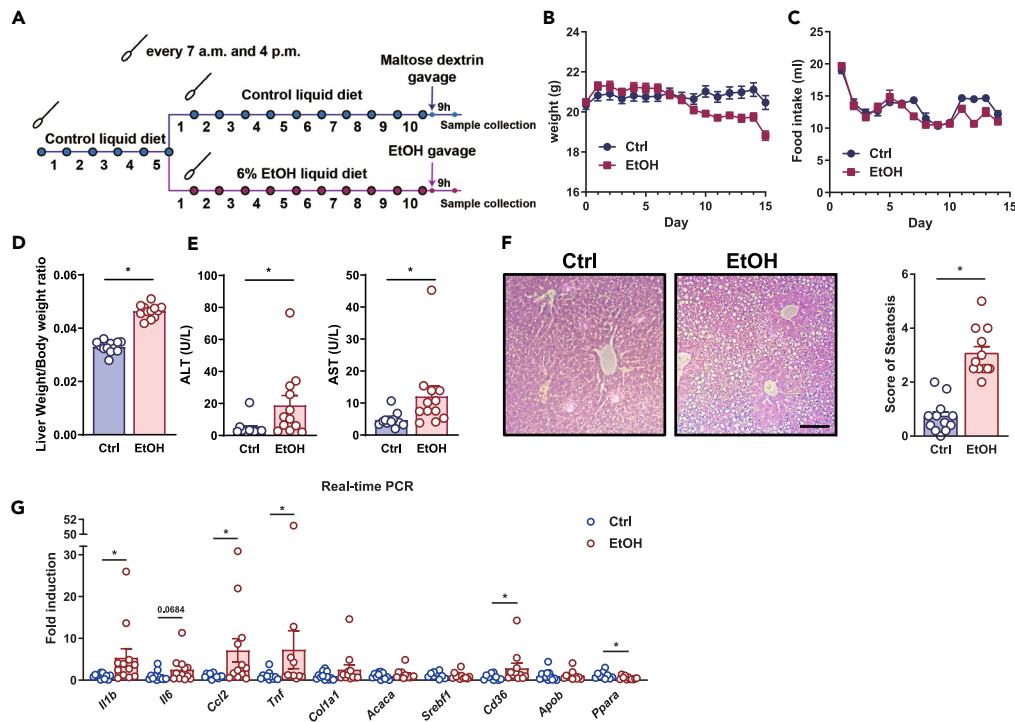 A
every 7 a.m. and 4 p.m.
Maltose dextrin
gavage
Control liquid diet
9h
1 2 3 4 5 6 7 8 9 10
Sample collection
Control liquid diet
1 2 3 4 5
EtOH gavage
6% EtOH liquid diet
9h
1 2 3 4 5 6 7 8 9 10
Sample collection
B
weight (g)
24
22
20
18
16
0 5 10 15
Day
Ctrl
EtOH
C
Food intake (ml)
25
20
15
10
5
0
0 5 10 15
Day
Ctrl
EtOH
D
Liver Weight/Body weight ratio
0.06
0.04
0.02
0.00
*
Ctrl EtOH
E
ALT (U/L)
100
80
60
40
20
0
*
Ctrl EtOH
AST (U/L)
50
40
30
20
10
0
*
Ctrl EtOH
F
Ctrl EtOH
Score of Steatosis
6
4
2
0
*
Ctrl EtOH
Real-time PCR
G
Fold induction
52
50
30
20
10
0
* 0.0684 * * * *
Ctrl
EtOH
Il1b Il6 Ccl2 Tnf Col1a1 Acaca Srebf1 Cd36 Apob Ppara